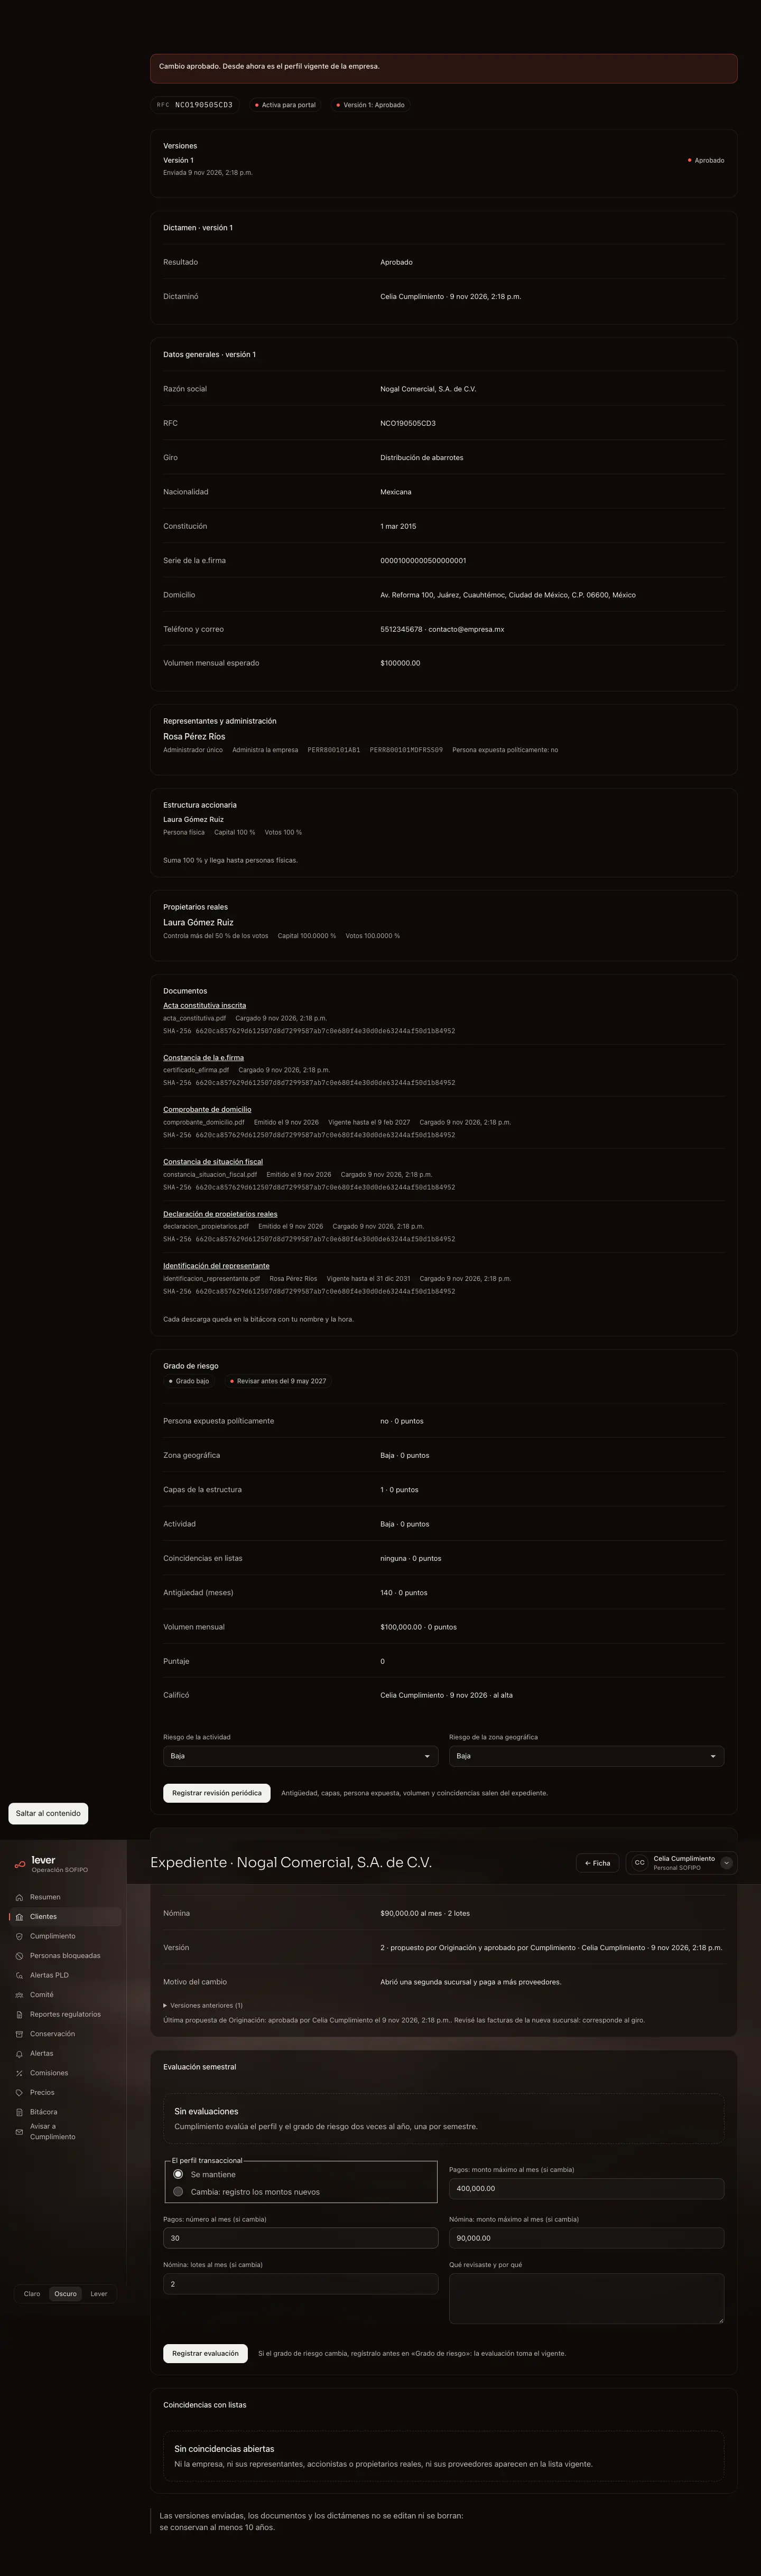 Cambio aprobado. Desde ahora es el perfil vigente de la empresa.
RFC NCO190505CD3
Activa para portal
Versión 1: Aprobado
Versiones
Versión 1
Aprobado
Enviada 9 nov 2026, 2:18 p.m.
Dictamen · versión 1
Resultado Aprobado
Dictaminó Celia Cumplimiento · 9 nov 2026, 2:18 p.m.
Datos generales · versión 1
Razón social Nogal Comercial, S.A. de C.V.
RFC NCO190505CD3
Giro Distribución de abarrotes
Nacionalidad Mexicana
Constitución 1 mar 2015
Serie de la e.firma 00001000000500000001
Domicilio Av. Reforma 100, Juárez, Cuauhtémoc, Ciudad de México, C.P. 06600, México
Teléfono y correo 5512345678 · contacto@empresa.mx
Volumen mensual esperado $100000.00
Representantes y administración
Rosa Pérez Ríos
Administrador único Administra la empresa PERR800101AB1 PERR800101MDFRSS09 Persona expuesta políticamente: no
Estructura accionaria
Laura Gómez Ruiz
Persona física Capital 100 % Votos 100 %
Suma 100 % y llega hasta personas físicas.
Propietarios reales
Laura Gómez Ruiz
Controla más del 50 % de los votos Capital 100.0000 % Votos 100.0000 %
Documentos
Acta constitutiva inscrita
acta_constitutiva.pdf Cargado 9 nov 2026, 2:18 p.m.
SHA-256 6620ca857629d612507d8d7299587ab7c0e680f4e30d0de63244af50d1b84952
Constancia de la e.firma
certificado_efirma.pdf Cargado 9 nov 2026, 2:18 p.m.
SHA-256 6620ca857629d612507d8d7299587ab7c0e680f4e30d0de63244af50d1b84952
Comprobante de domicilio
comprobante_domicilio.pdf Emitido el 9 nov 2026 Vigente hasta el 9 feb 2027 Cargado 9 nov 2026, 2:18 p.m.
SHA-256 6620ca857629d612507d8d7299587ab7c0e680f4e30d0de63244af50d1b84952
Constancia de situación fiscal
constancia_situacion_fiscal.pdf Emitido el 9 nov 2026 Cargado 9 nov 2026, 2:18 p.m.
SHA-256 6620ca857629d612507d8d7299587ab7c0e680f4e30d0de63244af50d1b84952
Declaración de propietarios reales
declaracion_propietarios.pdf Emitido el 9 nov 2026 Cargado 9 nov 2026, 2:18 p.m.
SHA-256 6620ca857629d612507d8d7299587ab7c0e680f4e30d0de63244af50d1b84952
Identificación del representante
identificacion_representante.pdf Rosa Pérez Ríos Vigente hasta el 31 dic 2031 Cargado 9 nov 2026, 2:18 p.m.
SHA-256 6620ca857629d612507d8d7299587ab7c0e680f4e30d0de63244af50d1b84952
Cada descarga queda en la bitácora con tu nombre y la hora.
Grado de riesgo
Grado bajo
Revisar antes del 9 may 2027
Persona expuesta políticamente no · 0 puntos
Zona geográfica Baja · 0 puntos
Capas de la estructura 1 · 0 puntos
Actividad Baja · 0 puntos
Coincidencias en listas ninguna · 0 puntos
Antigüedad (meses) 140 · 0 puntos
Volumen mensual $100,000.00 · 0 puntos
Puntaje 0
Calificó Celia Cumplimiento · 9 nov 2026 · al alta
Riesgo de la actividad
Baja
Riesgo de la zona geográfica
Baja
Registrar revisión periódica
Antigüedad, capas, persona expuesta, volumen y coincidencias salen del expediente.
Saltar al contenido
lever
Operación SOFIPO
Resumen
Clientes
Cumplimiento
Personas bloqueadas
Alertas PLD
Comité
Reportes regulatorios
Conservación
Alertas
Comisiones
Precios
Bitácora
Avisar a
Cumplimiento
Claro Oscuro Lever
Expediente · Nogal Comercial, S.A. de C.V.
← Ficha
CC
Celia Cumplimiento
Personal SOFIPO
Nómina $90,000.00 al mes · 2 lotes
Versión 2 · propuesto por Originación y aprobado por Cumplimiento · Celia Cumplimiento · 9 nov 2026, 2:18 p.m.
Motivo del cambio Abrió una segunda sucursal y paga a más proveedores.
Versiones anteriores (1)
Última propuesta de Originación: aprobada por Celia Cumplimiento el 9 nov 2026, 2:18 p.m.. Revisé las facturas de la nueva sucursal: corresponde al giro.
Evaluación semestral
Sin evaluaciones
Cumplimiento evalúa el perfil y el grado de riesgo dos veces al año, una por semestre.
El perfil transaccional
Se mantiene
Cambia: registro los montos nuevos
Pagos: monto máximo al mes (si cambia)
400,000.00
Pagos: número al mes (si cambia)
30
Nómina: monto máximo al mes (si cambia)
90,000.00
Nómina: lotes al mes (si cambia)
2
Qué revisaste y por qué
Registrar evaluación
Si el grado de riesgo cambia, regístralo antes en «Grado de riesgo»: la evaluación toma el vigente.
Coincidencias con listas
Sin coincidencias abiertas
Ni la empresa, ni sus representantes, accionistas o propietarios reales, ni sus proveedores aparecen en la lista vigente.
Las versiones enviadas, los documentos y los dictámenes no se editan ni se borran:
se conservan al menos 10 años.